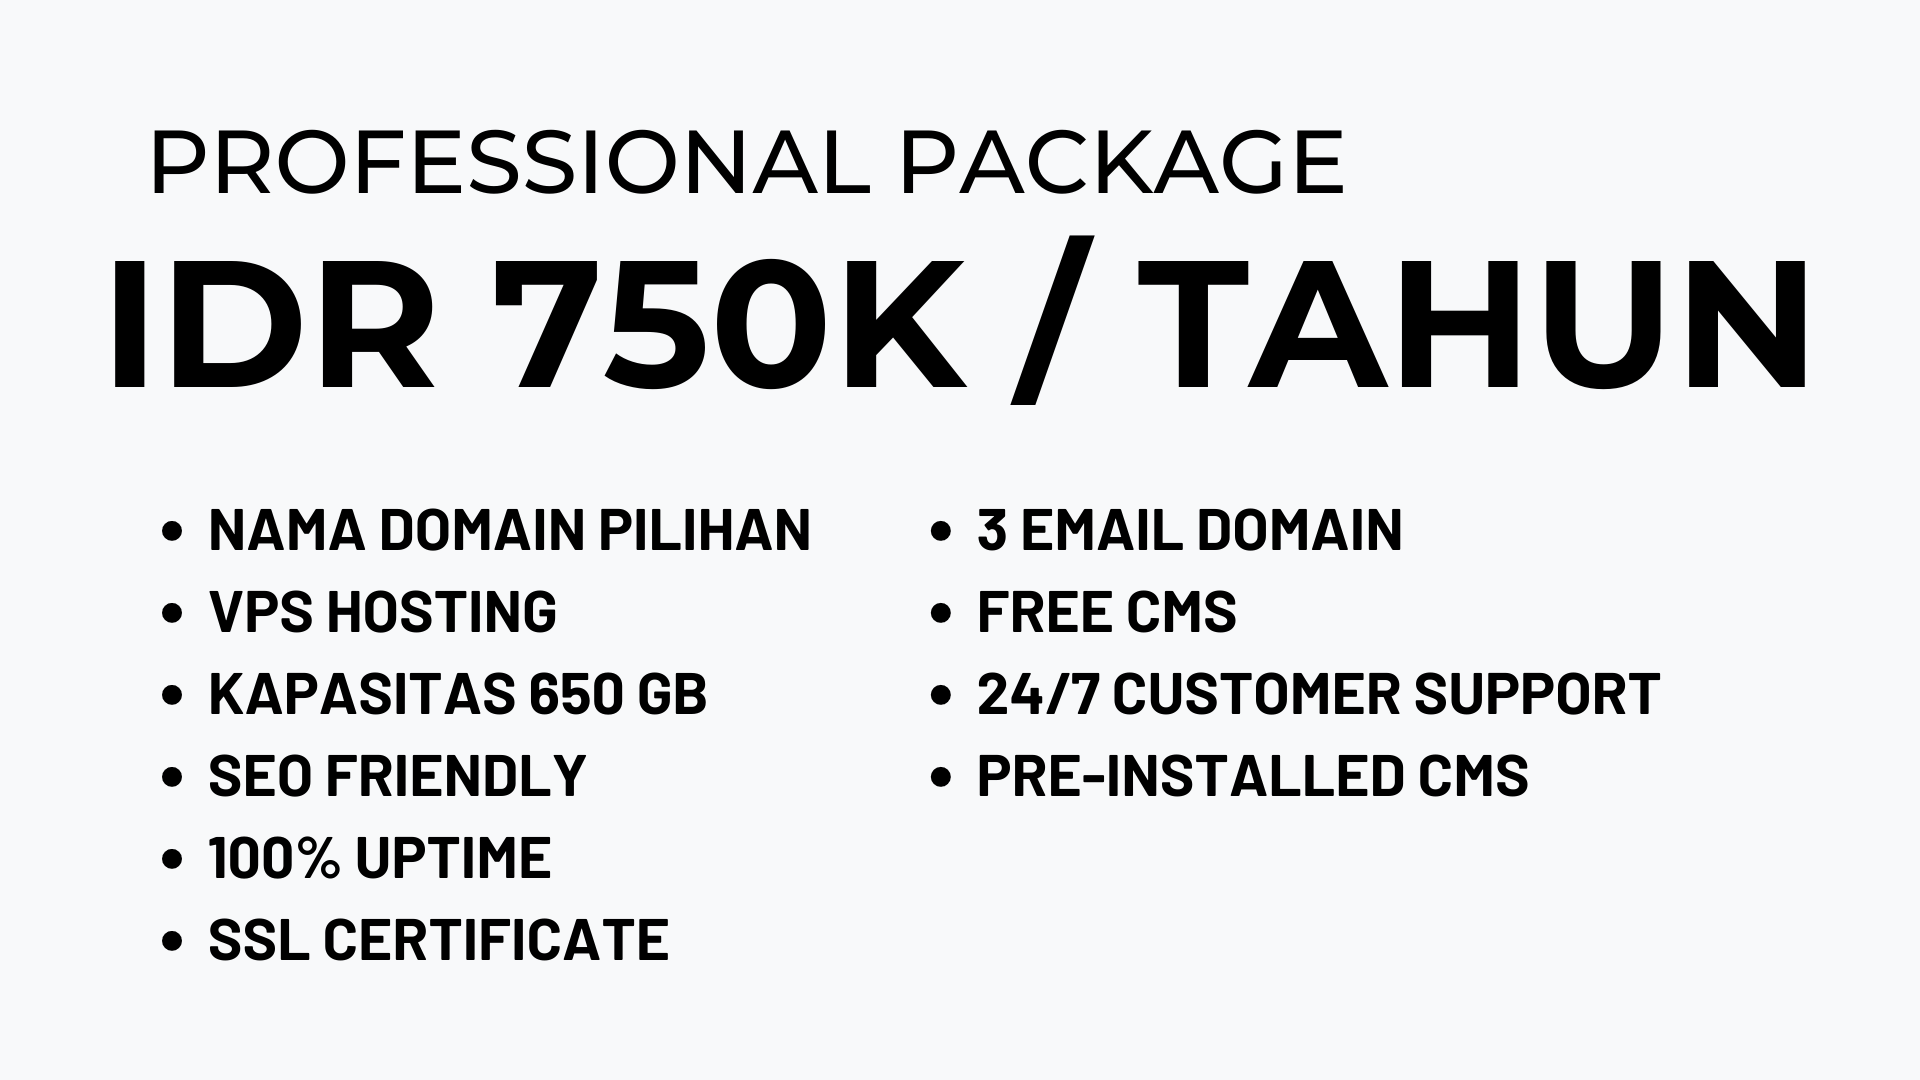 PROFESSIONAL PACKAGE
IDR 750K / TAHUN
• NAMA DOMAIN PILIHAN
• VPS HOSTING
• KAPASITAS 650 GB
• SEO FRIENDLY
• 100% UPTIME
• SSL CERTIFICATE
• 3 EMAIL DOMAIN
• FREE CMS
• 24/7 CUSTOMER SUPPORT
• PRE-INSTALLED CMS